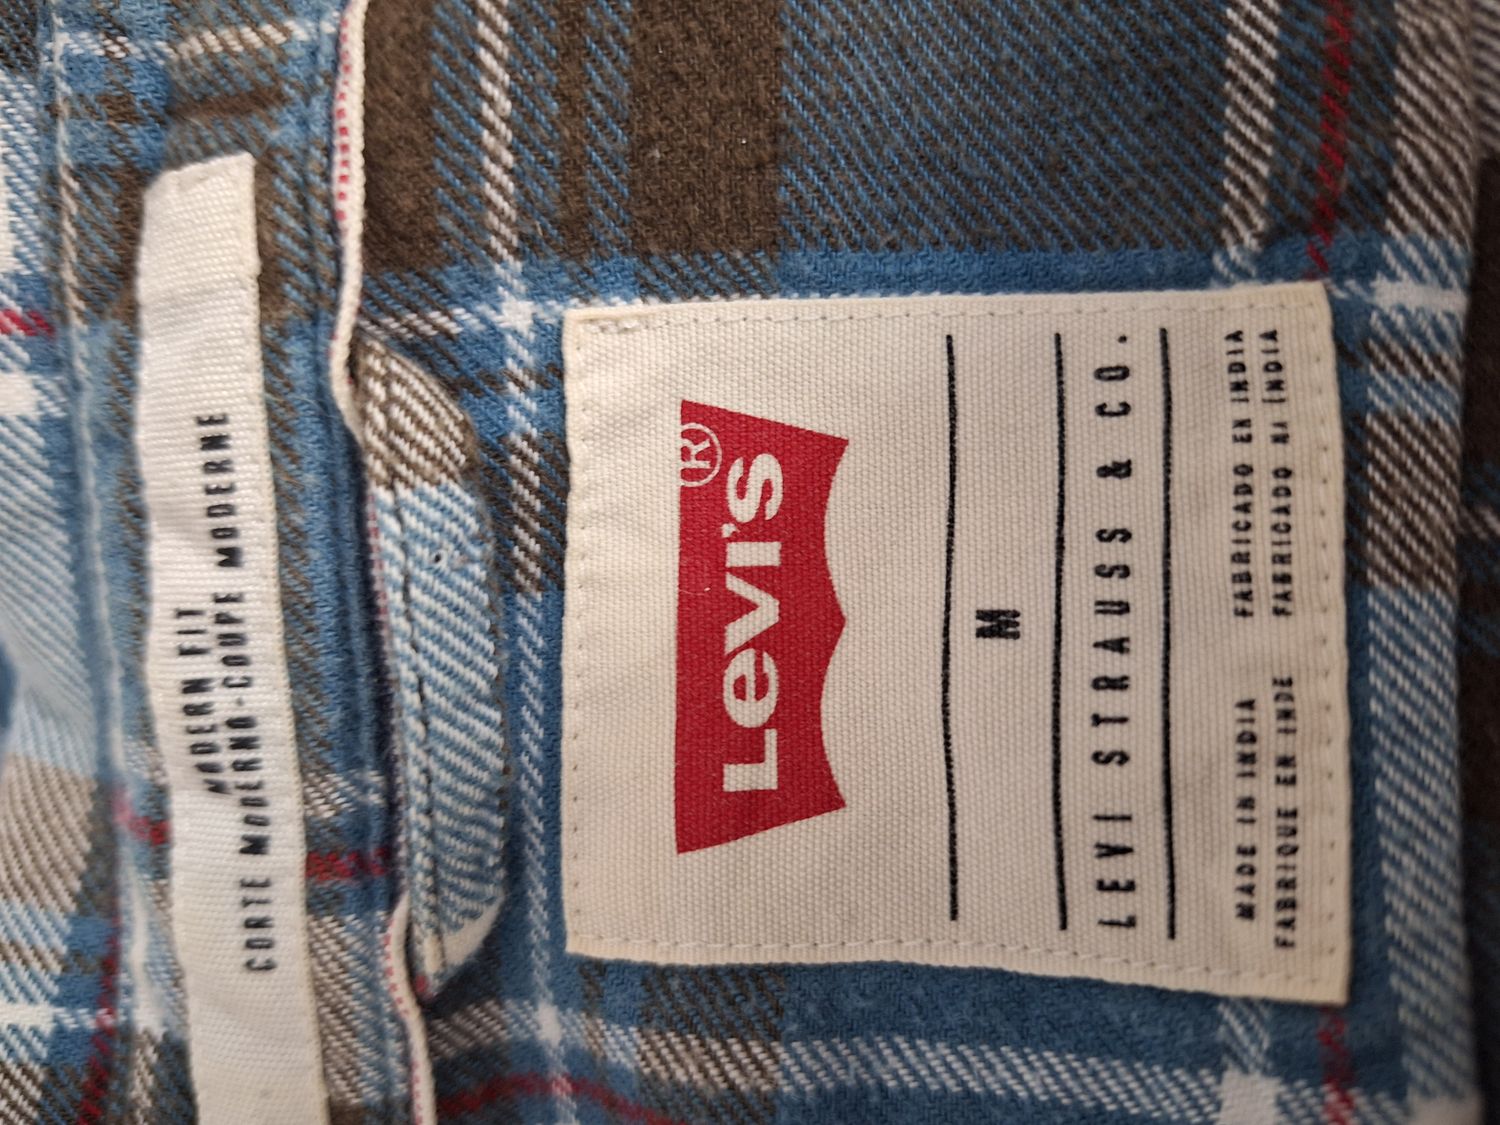 MODERN FIT
CORTE MODERNO-COUPE MODERNE
Levi's®
M
LEVI STRAUSS & CO.
MADE IN INDIA FABRICADO EN INDIA
FABRIQUE EN INDE FABRICADO NA INDIA